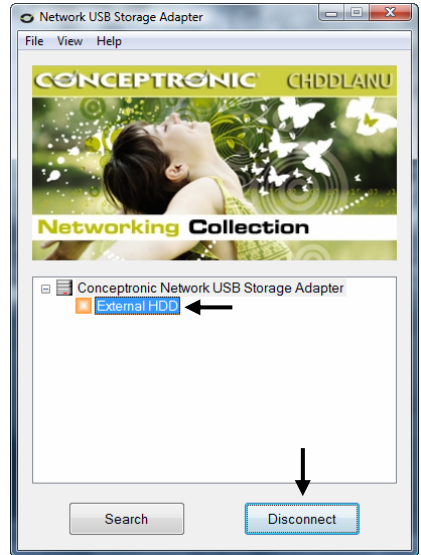 Network USB Storage Adapter
File View Help
CONCEPTRONIC CHDDLANU
Networking Collection
Conceptronic Network USB Storage Adapter
External HDD
Search Disconnect